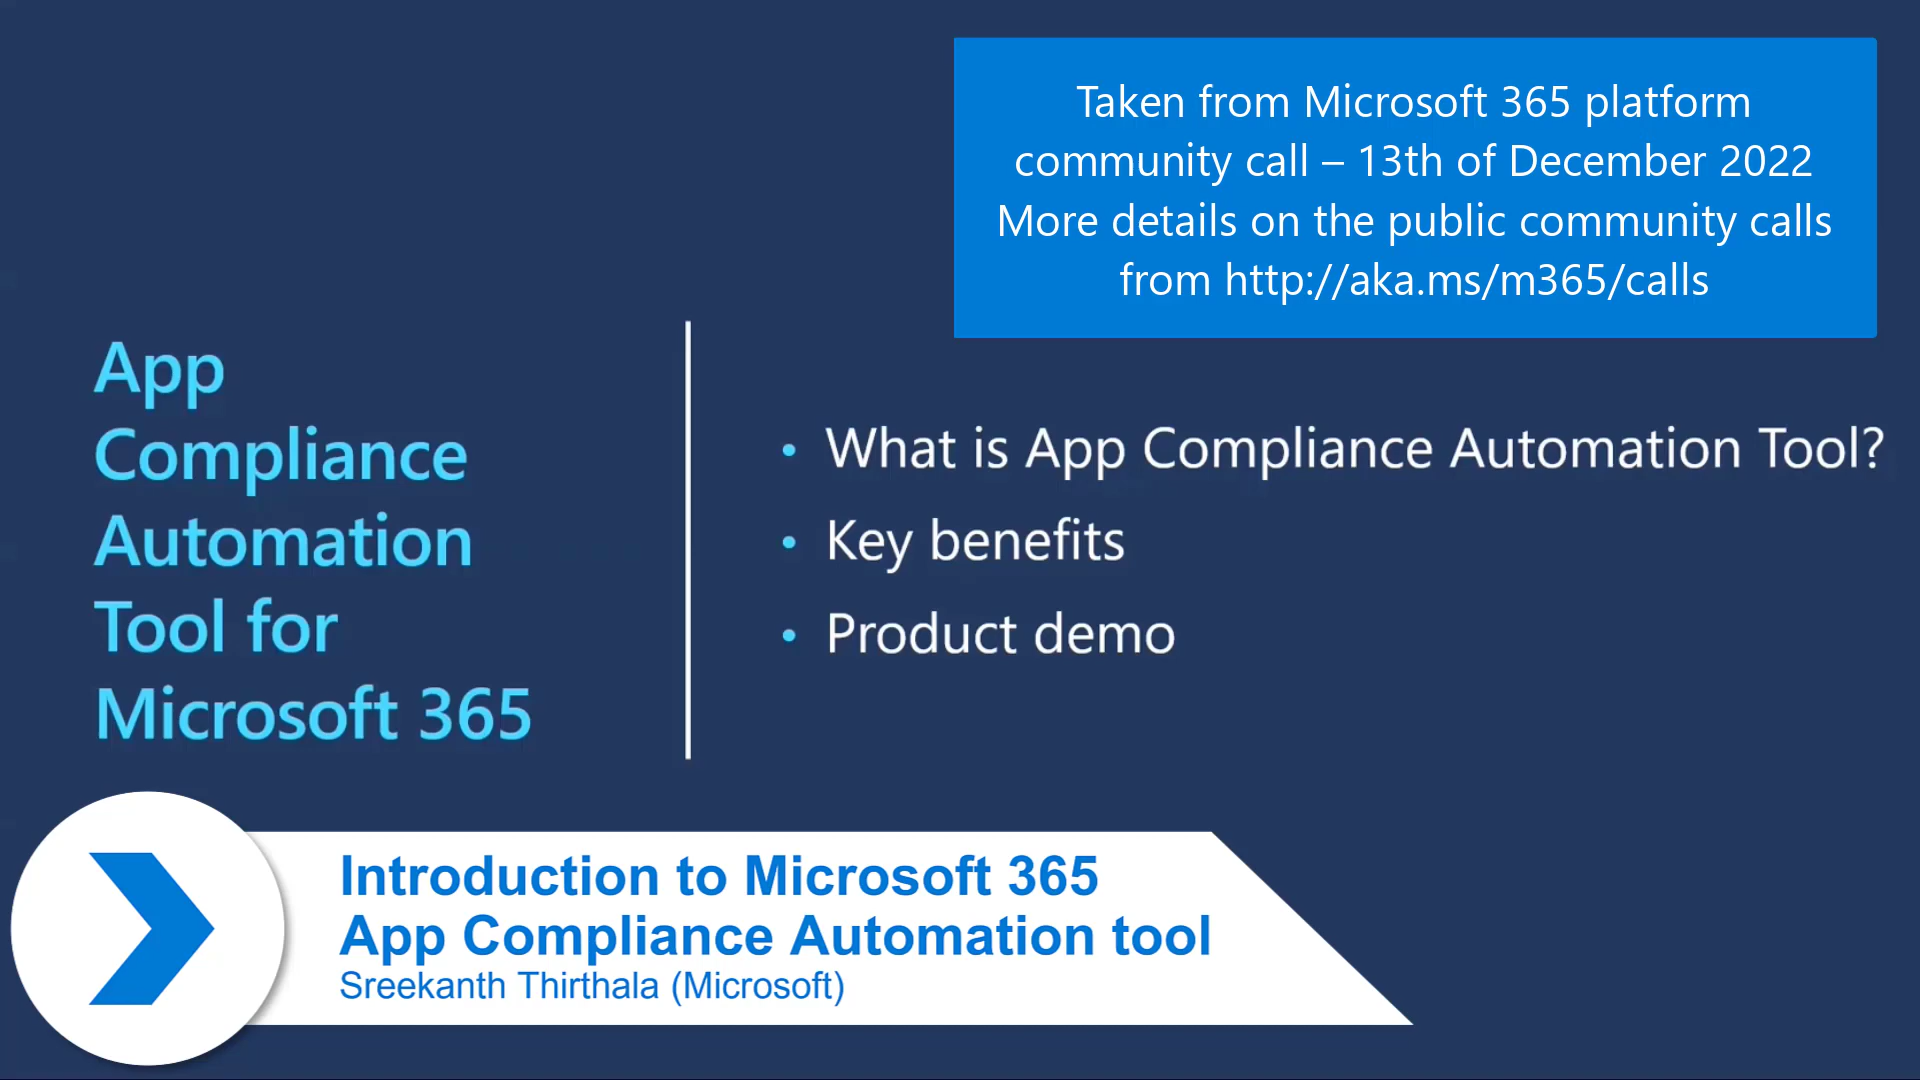 Taken from Microsoft 365 platform
community call – 13th of December 2022
More details on the public community calls
from http://aka.ms/m365/calls
App
Compliance
Automation
Tool for
Microsoft 365
• What is App Compliance Automation Tool?
• Key benefits
• Product demo
Introduction to Microsoft 365
App Compliance Automation tool
Sreekanth Thirthala (Microsoft)